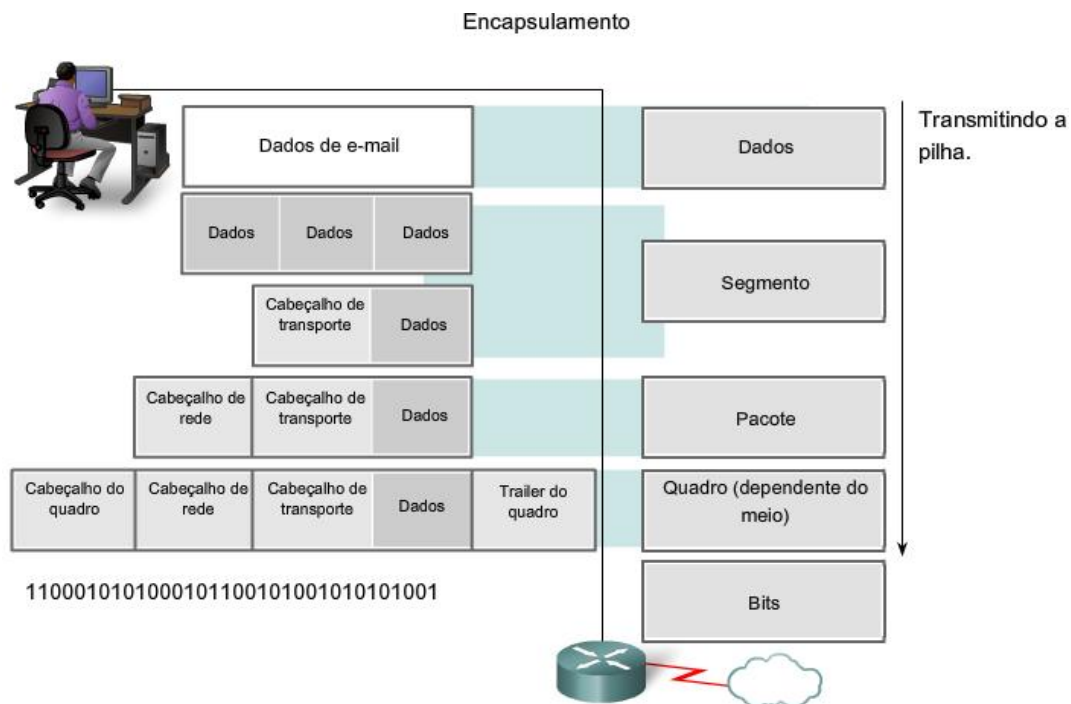 Encapsulamento
Dados de e-mail
Dados
Transmitindo a
pilha.
Dados
Dados
Dados
Segmento
Cabeçalho de
transporte
Dados
Cabeçalho de
rede
Cabeçalho de
transporte
Dados
Pacote
Cabeçalho do
quadro
Cabeçalho de
rede
Cabeçalho de
transporte
Dados
Trailer do
quadro
Quadro (dependente do
meio)
1100010101000101100101001010101001
Bits